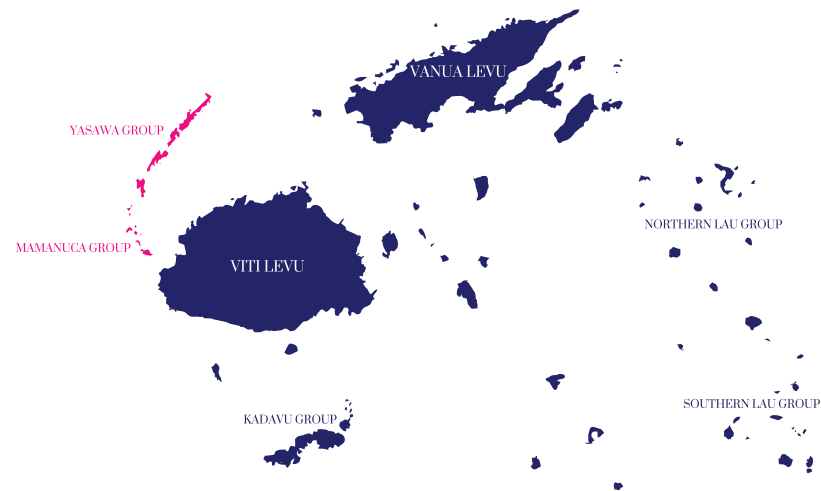 VANUA LEVU
YASAWA GROUP
NORTHERN LAU GROUP
MAMANUCA GROUP
VITI LEVU
SOUTHERN LAU GROUP
KADAVU GROUP